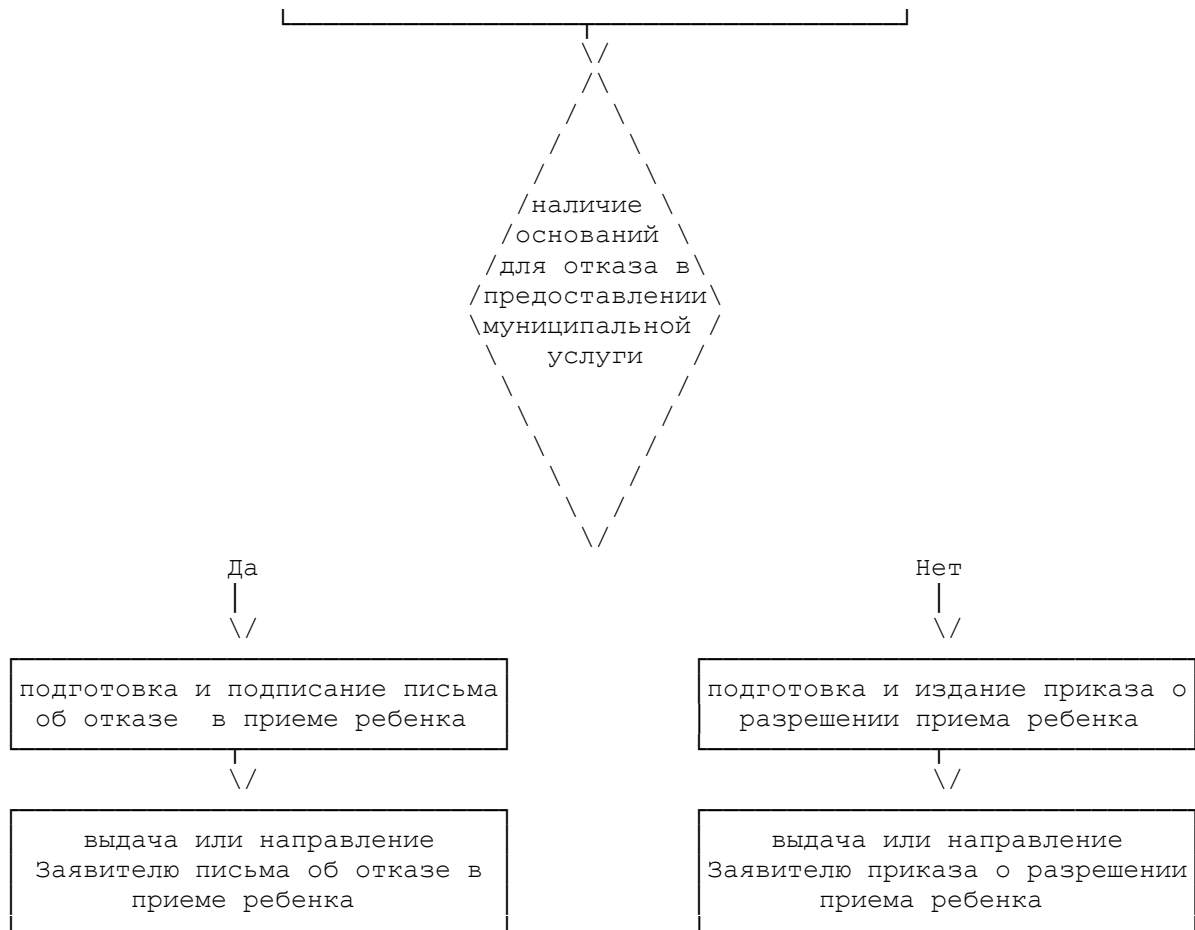 наличие
оснований
для отказа в
предоставлении
муниципальной
услуги
Да
Нет
подготовка и подписание письма
об отказе в приеме ребенка
подготовка и издание приказа о
разрешении приема ребенка
выдача или направление
Заявителю письма об отказе в
приеме ребенка
выдача или направление
Заявителю приказа о разрешении
приема ребенка